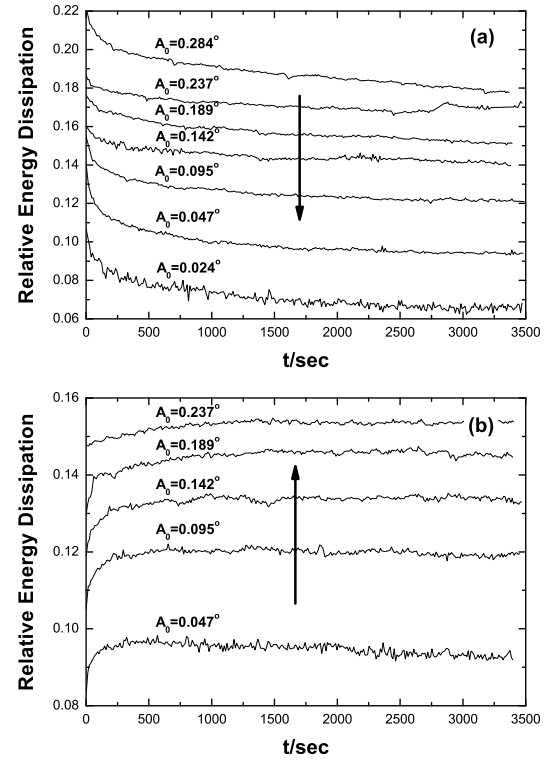 (a)
Relative Energy Dissipation
0.22
0.20
0.18
0.16
0.14
0.12
0.10
0.08
0.06
A₀=0.284°
A₀=0.237°
A₀=0.189°
A₀=0.142°
A₀=0.095°
A₀=0.047°
A₀=0.024°
0 500 1000 1500 2000 2500 3000 3500
t/sec
(b)
Relative Energy Dissipation
0.16
0.14
0.12
0.10
0.08
A₀=0.237°
A₀=0.189°
A₀=0.142°
A₀=0.095°
A₀=0.047°
0 500 1000 1500 2000 2500 3000 3500
t/sec